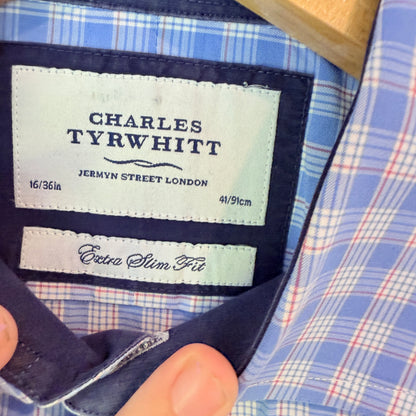 CHARLES
TYRWHITT
JERMYN STREET LONDON
16/36in
41/91cm
Extra Slim Fit